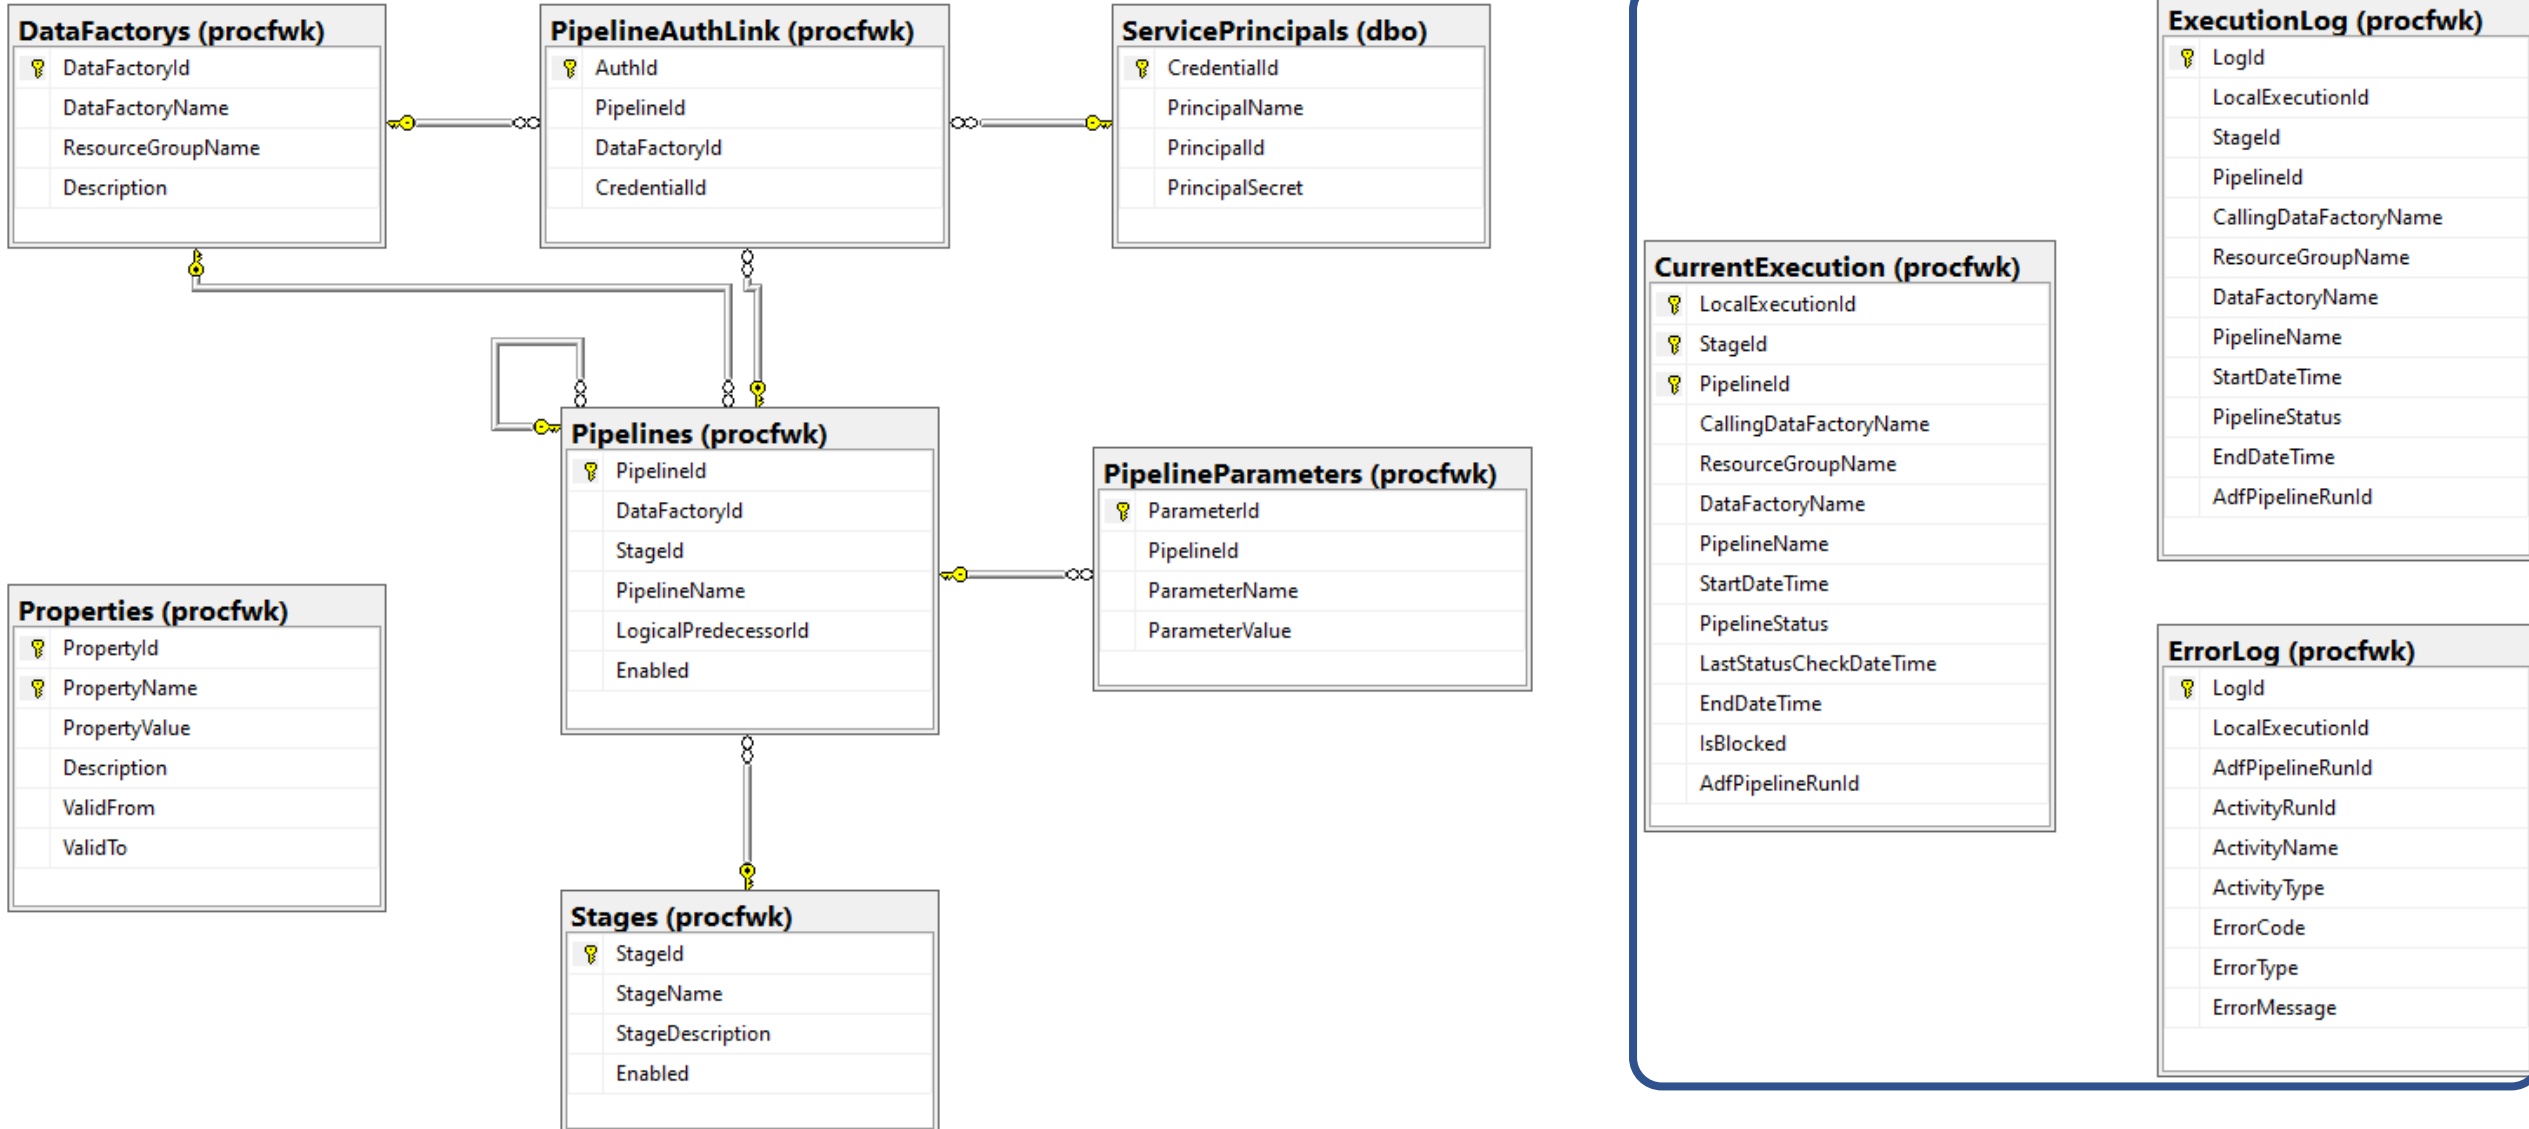 DataFactorys (procfwk)
DataFactoryId
DataFactoryName
ResourceGroupName
Description
PipelineAuthLink (procfwk)
AuthId
PipelineId
DataFactoryId
CredentialId
ServicePrincipals (dbo)
CredentialId
PrincipalName
PrincipalId
PrincipalSecret
Pipelines (procfwk)
PipelineId
DataFactoryId
StageId
PipelineName
LogicalPredecessorId
Enabled
PipelineParameters (procfwk)
ParameterId
PipelineId
ParameterName
ParameterValue
Properties (procfwk)
PropertyId
PropertyName
PropertyValue
Description
ValidFrom
ValidTo
Stages (procfwk)
StageId
StageName
StageDescription
Enabled
CurrentExecution (procfwk)
LocalExecutionId
StageId
PipelineId
CallingDataFactoryName
ResourceGroupName
DataFactoryName
PipelineName
StartDateTime
PipelineStatus
LastStatusCheckDateTime
EndDateTime
IsBlocked
AdfPipelineRunId
ExecutionLog (procfwk)
LogId
LocalExecutionId
StageId
PipelineId
CallingDataFactoryName
ResourceGroupName
DataFactoryName
PipelineName
StartDateTime
PipelineStatus
EndDateTime
AdfPipelineRunId
ErrorLog (procfwk)
LogId
LocalExecutionId
AdfPipelineRunId
ActivityRunId
ActivityName
ActivityType
ErrorCode
ErrorType
ErrorMessage